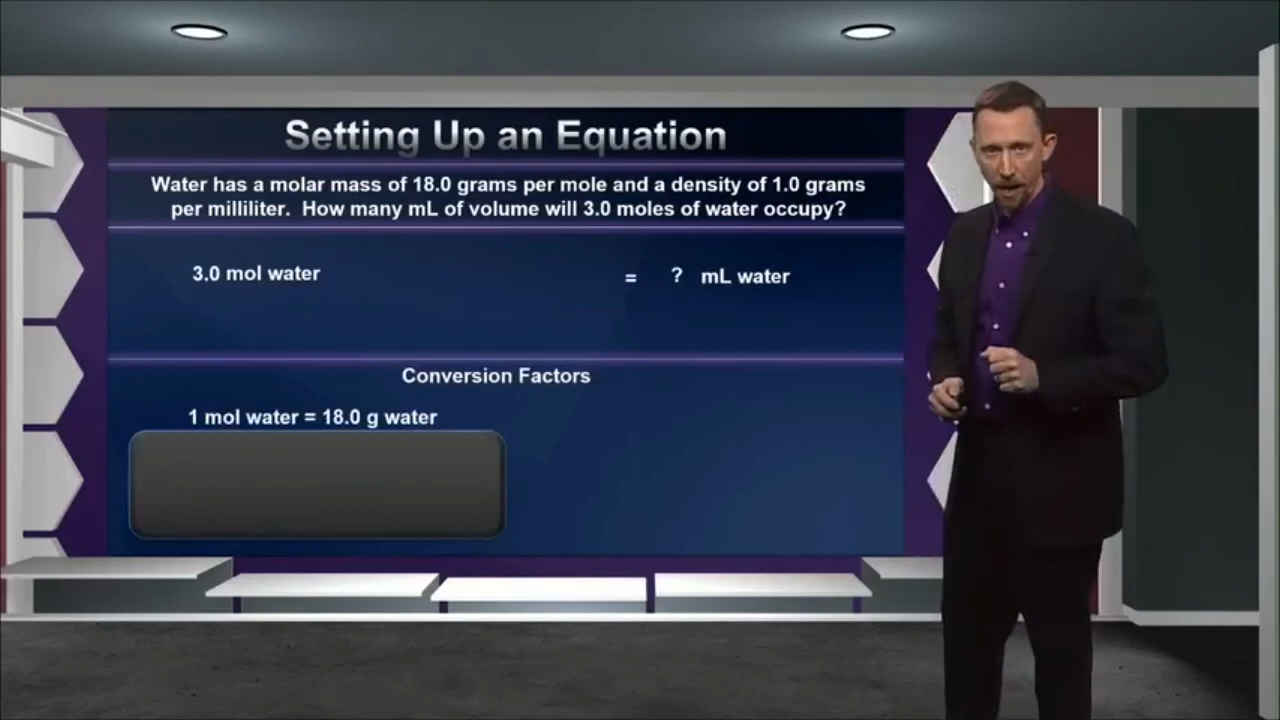 Setting Up an Equation
Water has a molar mass of 18.0 grams per mole and a density of 1.0 grams
per milliliter. How many mL of volume will 3.0 moles of water occupy?
3.0 mol water = ? mL water
Conversion Factors
1 mol water = 18.0 g water